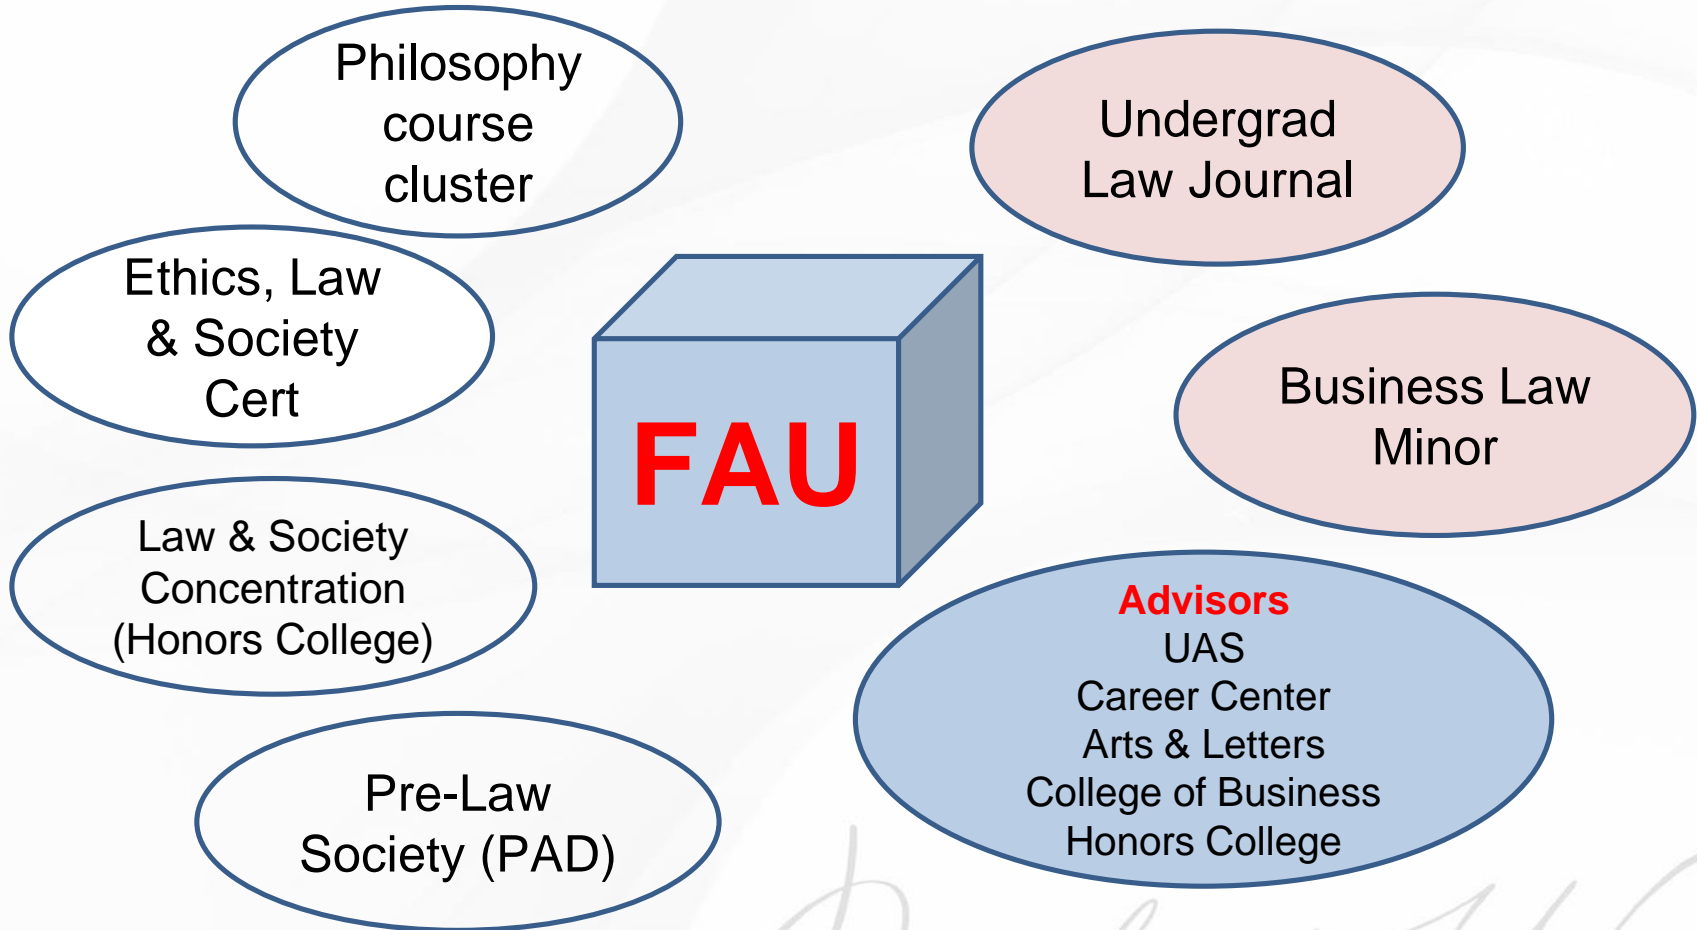 Philosophy
course
cluster
Undergrad
Law Journal
Ethics, Law
& Society
Cert
FAU
Business Law
Minor
Law & Society
Concentration
(Honors College)
Advisors
UAS
Career Center
Arts & Letters
College of Business
Honors College
Pre-Law
Society (PAD)